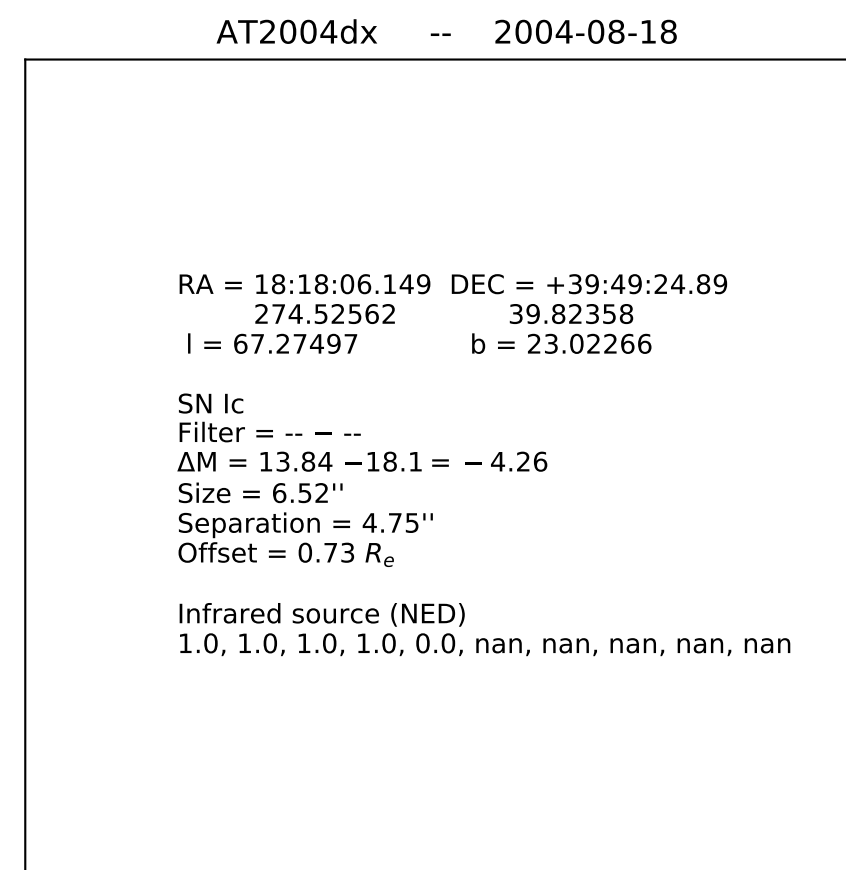 AT2004dx -- 2004-08-18
RA = 18:18:06.149 DEC = +39:49:24.89
274.52562 39.82358
l = 67.27497 b = 23.02266
SN Ic
Filter = -- − --
ΔM = 13.84 −18.1 = − 4.26
Size = 6.52''
Separation = 4.75''
Offset = 0.73 Rₑ
Infrared source (NED)
1.0, 1.0, 1.0, 1.0, 0.0, nan, nan, nan, nan, nan